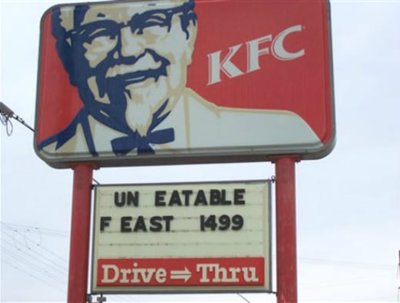 KFC
UN EATABLE
F EAST 1499
Drive⇒Thru